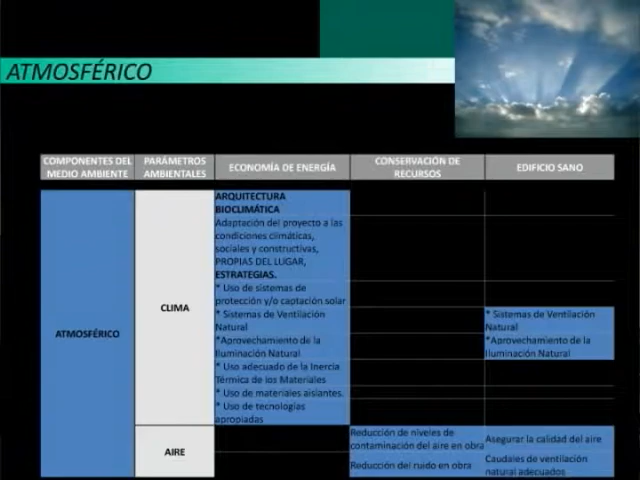 ATMOSFÉRICO
COMPONENTES DEL
MEDIO AMBIENTE
PARÁMETROS
AMBIENTALES
ECONOMÍA DE ENERGÍA
CONSERVACIÓN DE
RECURSOS
EDIFICIO SANO
ATMOSFÉRICO
CLIMA
ARQUITECTURA
BIOCLIMÁTICA
Adaptación del proyecto a las
condiciones climáticas,
sociales y constructivas,
PROPIAS DEL LUGAR,
ESTRATEGIAS.
* Uso de sistemas de
protección y/o captación solar
* Sistemas de Ventilación
Natural
*Aprovechamiento de la
Iluminación Natural
* Uso adecuado de la Inercia
Térmica de los Materiales
* Uso de materiales aislantes.
* Uso de tecnologías
apropiadas
* Sistemas de Ventilación
Natural
*Aprovechamiento de la
Iluminación Natural
AIRE
Reducción de niveles de
contaminación del aire en obra
Asegurar la calidad del aire
Reducción del ruido en obra
Caudales de ventilación
natural adecuados